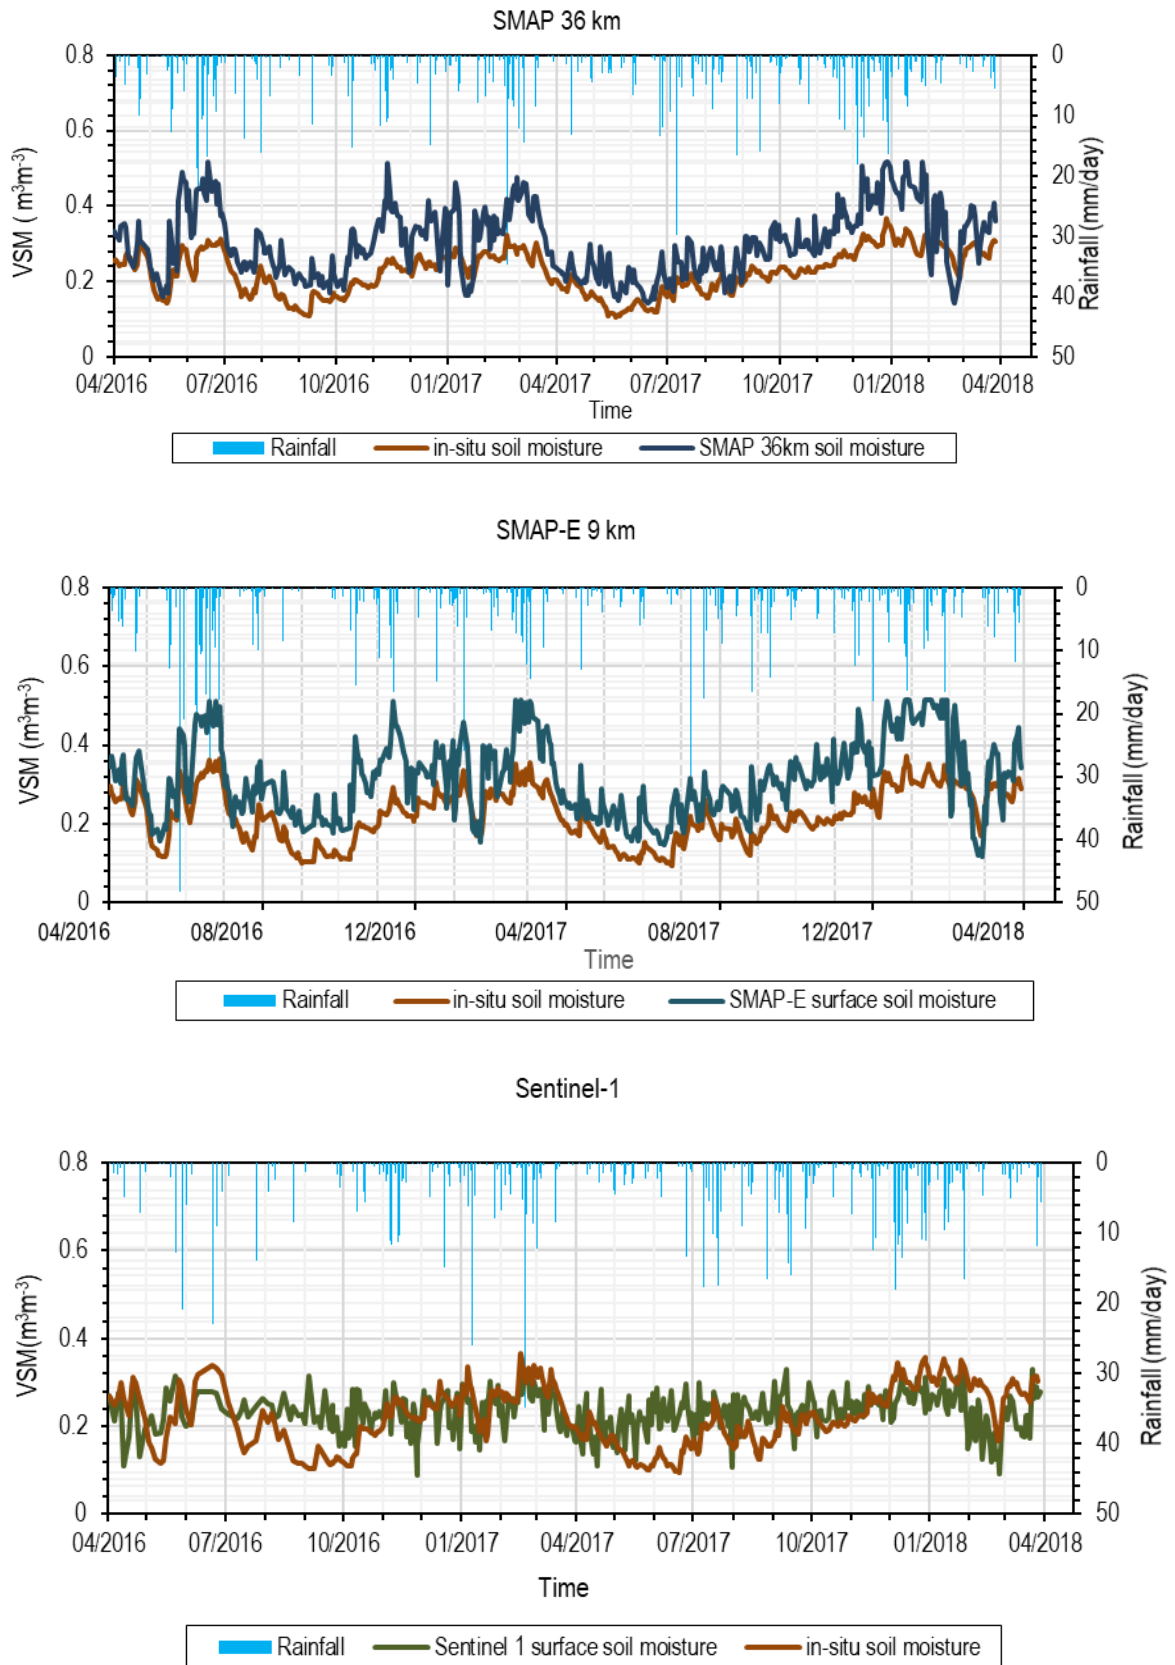 SMAP 36 km
0.8
0.6
0.4
0.2
0
VSM ( m³m⁻³)
0
10
20
30
40
50
Rainfall (mm/day)
04/2016 07/2016 10/2016 01/2017 04/2017 07/2017 10/2017 01/2018 04/2018
Time
Rainfall in-situ soil moisture SMAP 36km soil moisture
SMAP-E 9 km
0.8
0.6
0.4
0.2
0
VSM (m³m⁻³)
0
10
20
30
40
50
Rainfall (mm/day)
04/2016 08/2016 12/2016 04/2017 08/2017 12/2017 04/2018
Time
Rainfall in-situ soil moisture SMAP-E surface soil moisture
Sentinel-1
0.8
0.6
0.4
0.2
0
VSM(m³m⁻³)
0
10
20
30
40
50
Rainfall (mm/day)
04/2016 07/2016 10/2016 01/2017 04/2017 07/2017 10/2017 01/2018 04/2018
Time
Rainfall Sentinel 1 surface soil moisture in-situ soil moisture